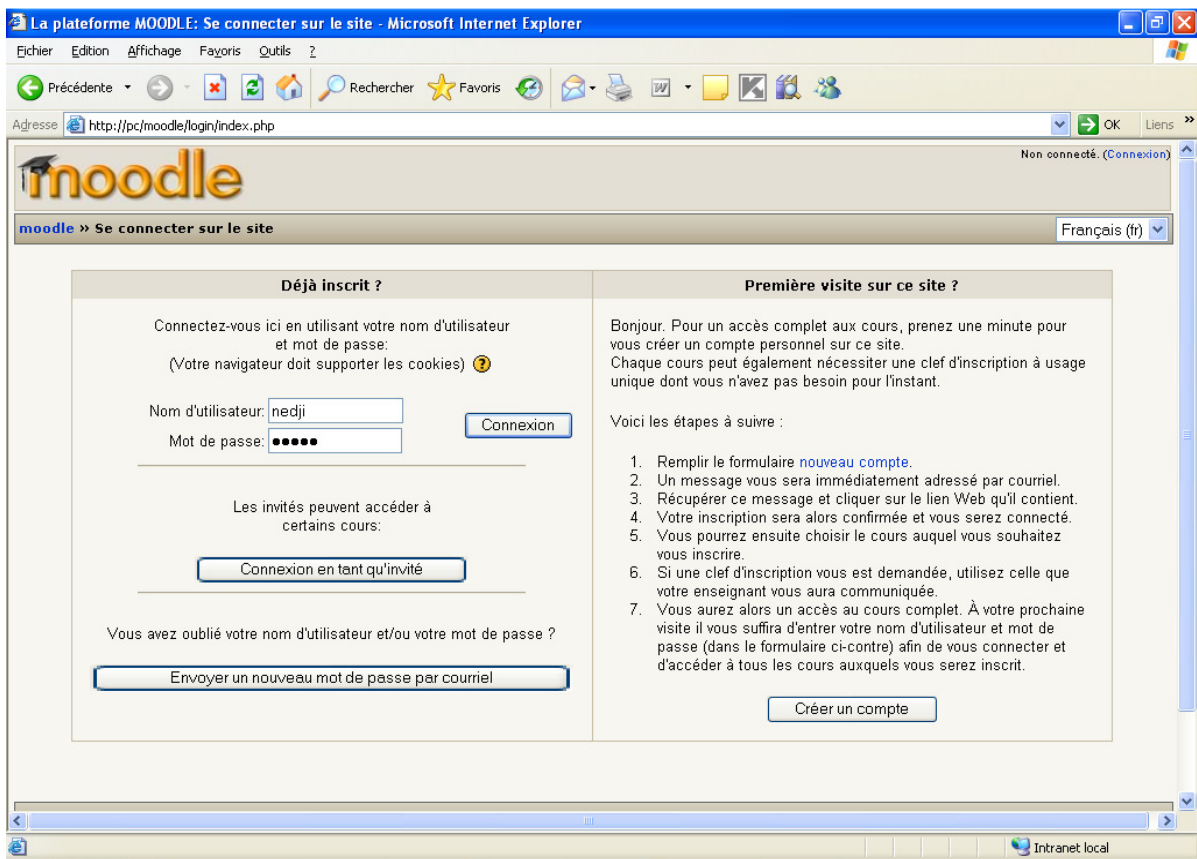 La plateforme MOODLE: Se connecter sur le site - Microsoft Internet Explorer
Fichier Edition Affichage Favoris Outils ?
Précédente Rechercher Favoris
Adresse http://pc/moodle/login/index.php OK Liens »
moodle
Non connecté. (Connexion)
moodle » Se connecter sur le site
Français (fr)
Déjà inscrit ?
Connectez-vous ici en utilisant votre nom d'utilisateur
et mot de passe:
(Votre navigateur doit supporter les cookies) ?
Nom d'utilisateur: nedji
Mot de passe: ●●●●●
Connexion
Les invités peuvent accéder à
certains cours:
Connexion en tant qu'invité
Vous avez oublié votre nom d'utilisateur et/ou votre mot de passe ?
Envoyer un nouveau mot de passe par courriel
Première visite sur ce site ?
Bonjour. Pour un accès complet aux cours, prenez une minute pour
vous créer un compte personnel sur ce site.
Chaque cours peut également nécessiter une clef d'inscription à usage
unique dont vous n'avez pas besoin pour l'instant.
Voici les étapes à suivre :
1. Remplir le formulaire nouveau compte.
2. Un message vous sera immédiatement adressé par courriel.
3. Récupérer ce message et cliquer sur le lien Web qu'il contient.
4. Votre inscription sera alors confirmée et vous serez connecté.
5. Vous pourrez ensuite choisir le cours auquel vous souhaitez
vous inscrire.
6. Si une clef d'inscription vous est demandée, utilisez celle que
votre enseignant vous aura communiquée.
7. Vous aurez alors un accès au cours complet. À votre prochaine
visite il vous suffira d'entrer votre nom d'utilisateur et mot de
passe (dans le formulaire ci-contre) afin de vous connecter et
d'accéder à tous les cours auxquels vous serez inscrit.
Créer un compte
Intranet local